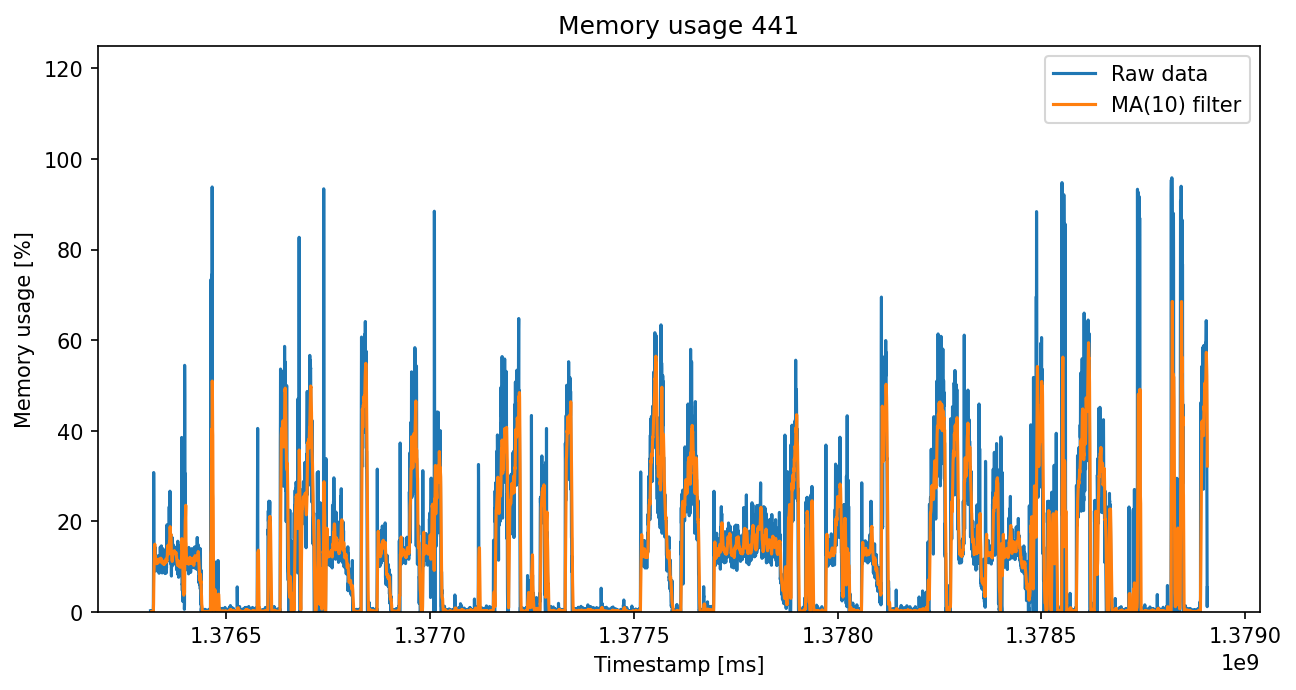 Memory usage 441
Raw data
MA(10) filter
Memory usage [%]
120
100
80
60
40
20
0
1.3765 1.3770 1.3775 1.3780 1.3785 1.3790
1e9
Timestamp [ms]